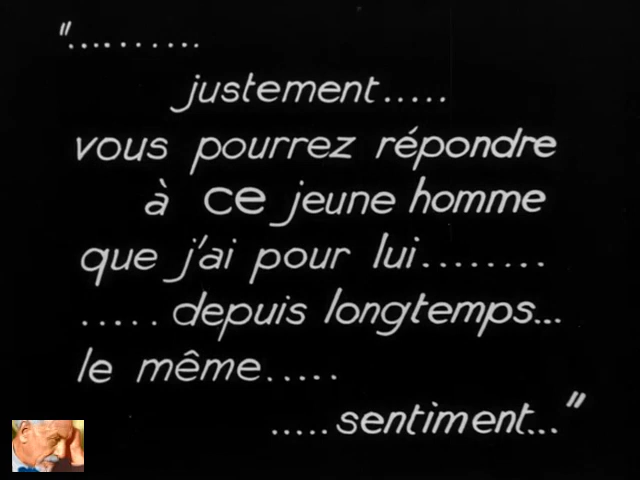 "..........
justement.....
vous pourrez répondre
à ce jeune homme
que j'ai pour lui........
.....depuis longtemps...
le même.....
.....sentiment..."